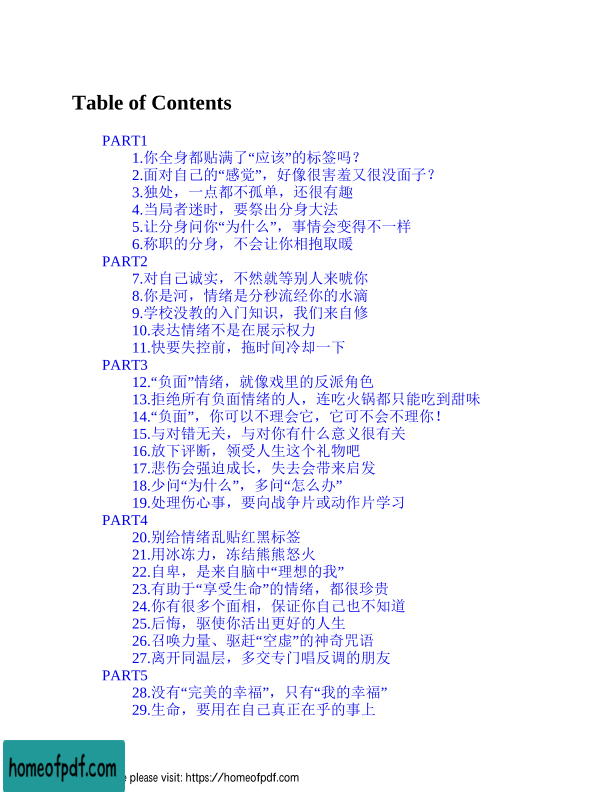 Table of Contents
PART1
1.你全身都贴满了“应该”的标签吗？
2.面对自己的“感觉”，好像很害羞又很没面子？
3.独处，一点都不孤单，还很有趣
4.当局者迷时，要祭出分身大法
5.让分身问你“为什么”，事情会变得不一样
6.称职的分身，不会让你相抱取暖
PART2
7.对自己诚实，不然就等别人来唬你
8.你是河，情绪是分秒流经你的水滴
9.学校没教的入门知识，我们来自修
10.表达情绪不是在展示权力
11.快要失控前，拖时间冷却一下
PART3
12.“负面”情绪，就像戏里的反派角色
13.拒绝所有负面情绪的人，连吃火锅都只能吃到甜味
14.“负面”，你可以不理会它，它可不会不理你！
15.与对错无关，与对你有什么意义很有关
16.放下评断，领受人生这个礼物吧
17.悲伤会强迫成长，失去会带来启发
18.少问“为什么”，多问“怎么办”
19.处理伤心事，要向战争片或动作片学习
PART4
20.别给情绪乱贴红黑标签
21.用冰冻力，冻结熊熊怒火
22.自卑，是来自脑中“理想的我”
23.有助于“享受生命”的情绪，都很珍贵
24.你有很多个面相，保证你自己也不知道
25.后悔，驱使你活出更好的人生
26.召唤力量、驱赶“空虚”的神奇咒语
27.离开同温层，多交专门唱反调的朋友
PART5
28.没有“完美的幸福”，只有“我的幸福”
29.生命，要用在自己真正在乎的事上
homeofpdf.com
please visit: https://homeofpdf.com